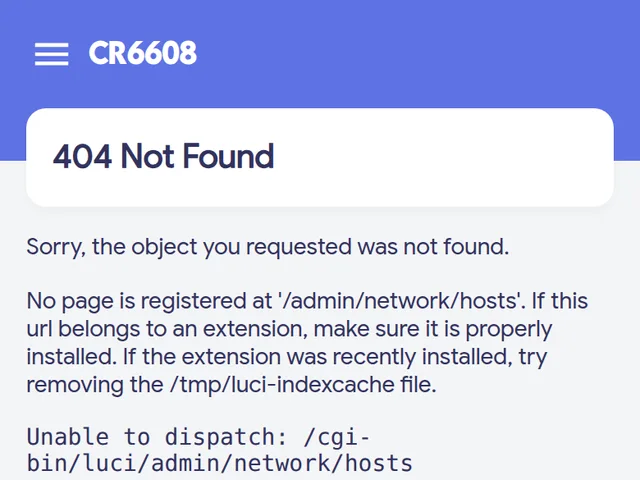 CR6608
404 Not Found
Sorry, the object you requested was not found.
No page is registered at '/admin/network/hosts'. If this
url belongs to an extension, make sure it is properly
installed. If the extension was recently installed, try
removing the /tmp/luci-indexcache file.
Unable to dispatch: /cgi-
bin/luci/admin/network/hosts